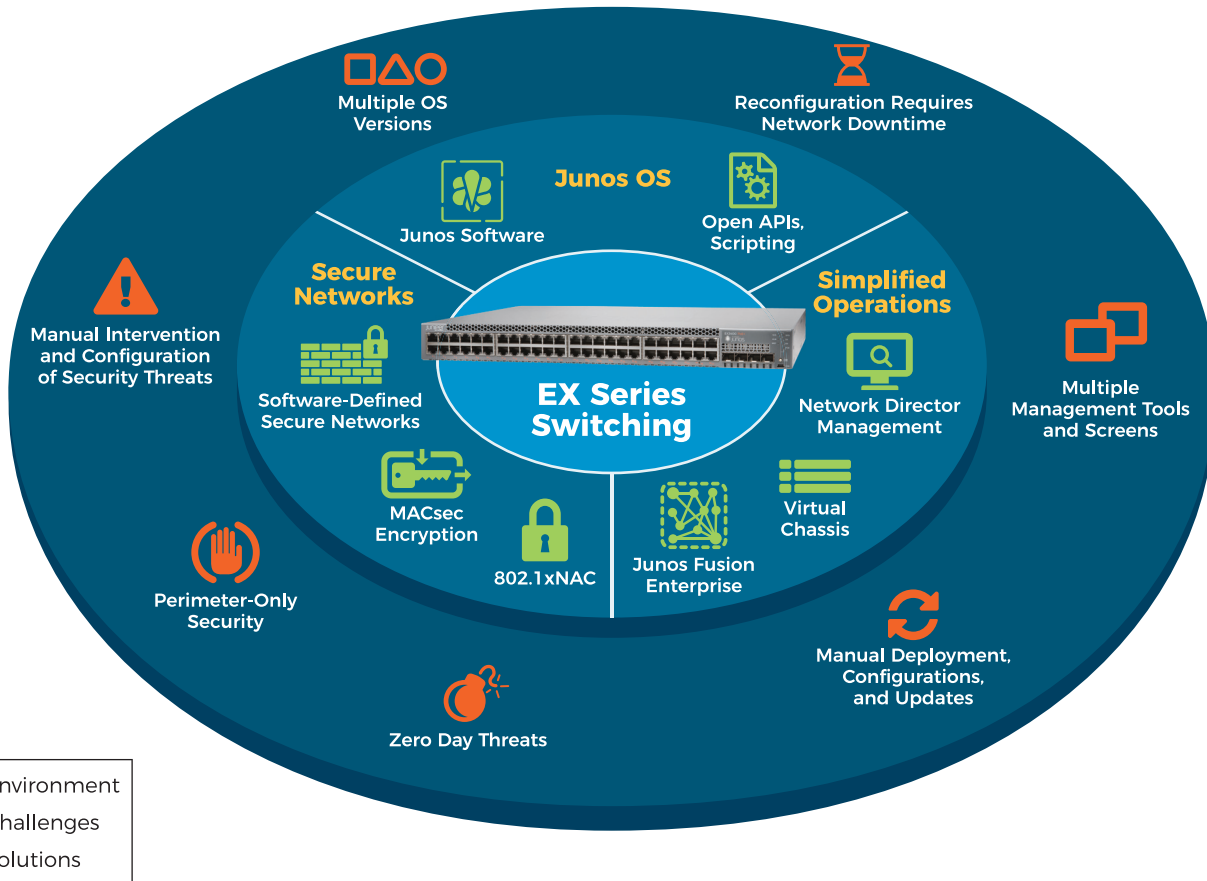 Multiple OS
Versions
Reconfiguration Requires
Network Downtime
Junos OS
Junos Software
Open APIs,
Scripting
Secure
Networks
Simplified
Operations
Manual Intervention
and Configuration
of Security Threats
Software-Defined
Secure Networks
EX Series
Switching
Network Director
Management
Multiple
Management Tools
and Screens
MACsec
Encryption
Virtual
Chassis
802.1xNAC
Junos Fusion
Enterprise
Perimeter-Only
Security
Manual Deployment,
Configurations,
and Updates
Zero Day Threats
nvironment
hallenges
olutions